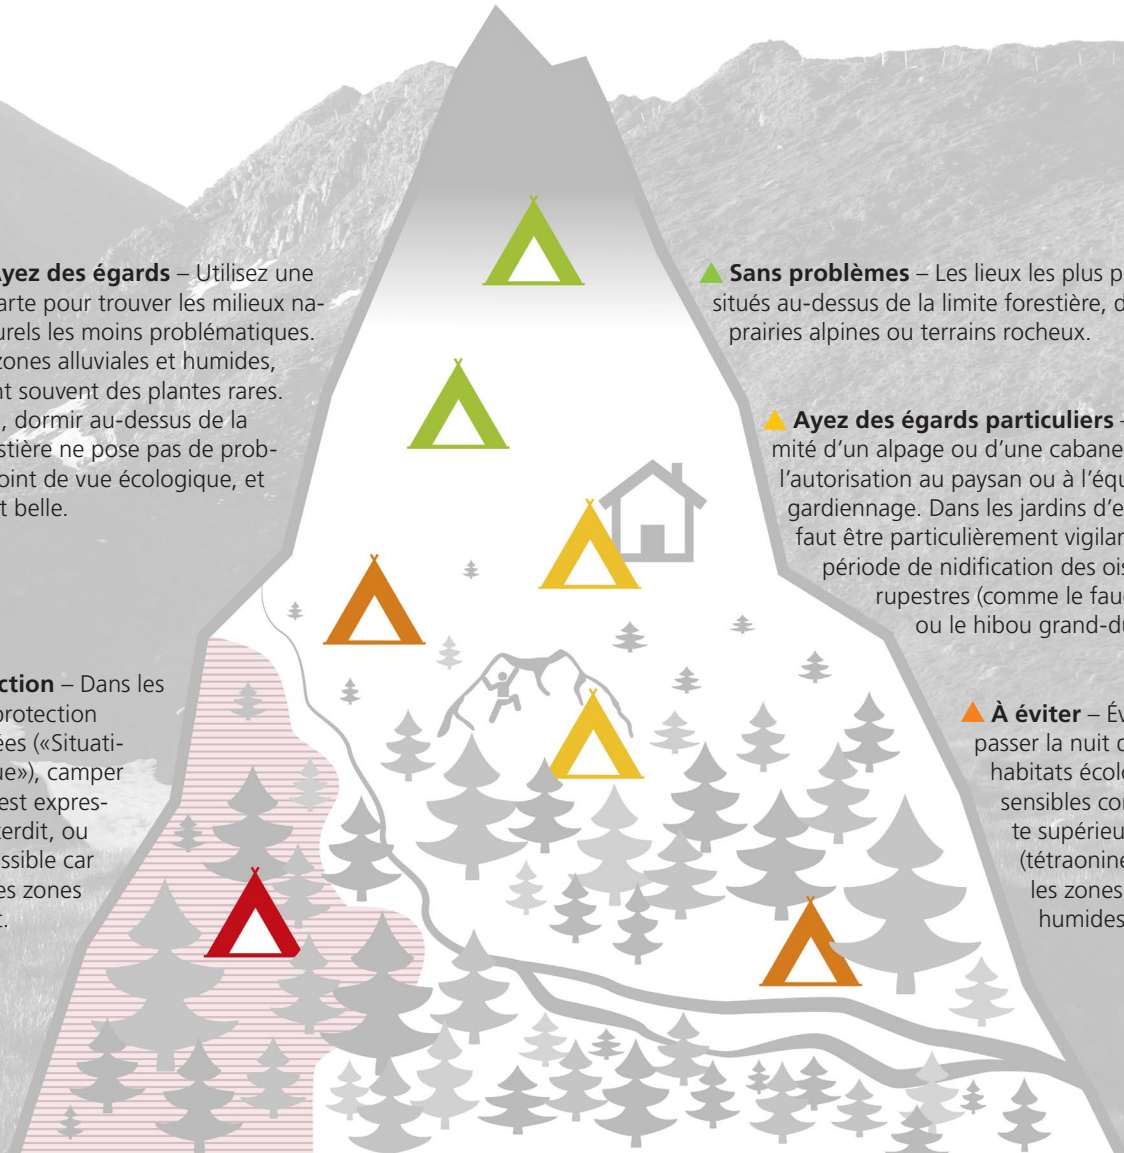 Ayez des égards – Utilisez une
arte pour trouver les milieux na-
urels les moins problématiques.
zones alluviales et humides,
nt souvent des plantes rares.
, dormir au-dessus de la
stière ne pose pas de prob-
oint de vue écologique, et
t belle.
ction – Dans les
protection
ées («Situati-
ue»), camper
est expres-
terdit, ou
ssible car
es zones
t.
Sans problèmes – Les lieux les plus p
situés au-dessus de la limite forestière, d
prairies alpines ou terrains rocheux.
Ayez des égards particuliers –
mité d'un alpage ou d'une cabane
l'autorisation au paysan ou à l'équ
gardiennage. Dans les jardins d'e
faut être particulièrement vigilan
période de nidification des ois
rupestres (comme le fauc
ou le hibou grand-du
À éviter – Év
passer la nuit d
habitats écolo
sensibles com
te supérieu
(tétraonine
les zones
humides